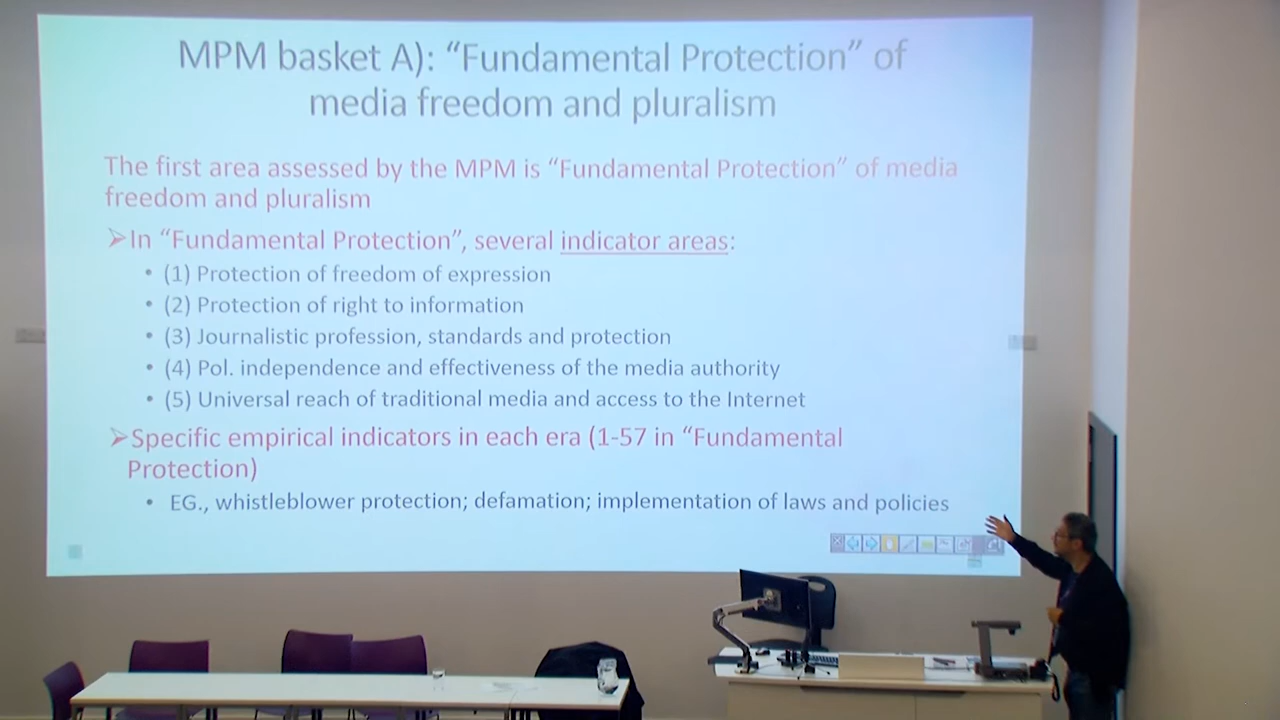 MPM basket A): “Fundamental Protection” of
media freedom and pluralism
The first area assessed by the MPM is “Fundamental Protection” of media
freedom and pluralism
➢In “Fundamental Protection”, several indicator areas:
• (1) Protection of freedom of expression
• (2) Protection of right to information
• (3) Journalistic profession, standards and protection
• (4) Pol. independence and effectiveness of the media authority
• (5) Universal reach of traditional media and access to the Internet
➢Specific empirical indicators in each era (1-57 in “Fundamental
Protection)
• EG., whistleblower protection; defamation; implementation of laws and policies